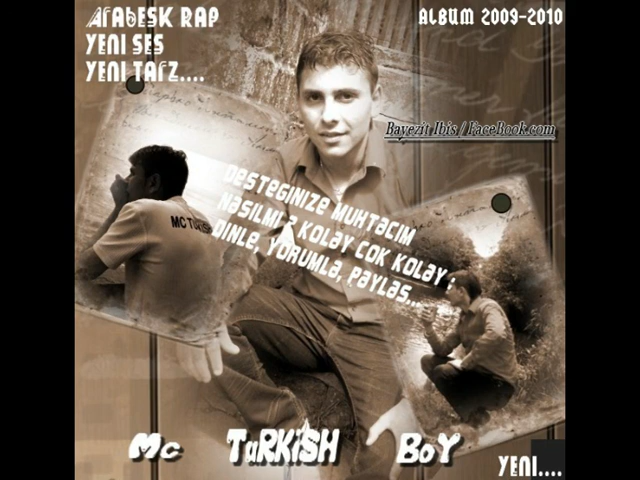 Arabesk Rap
Yeni Ses
Yeni Tarz....
Album 2009-2010
Bayezit Ibis / FaceBook.com
MC TURKIS
Desteginize Muhtacim
Nasilmi ? Kolay Cok Kolay :
Dinle, Yorumla, Paylas...
Mc TuRKiSH BoY
Yeni....